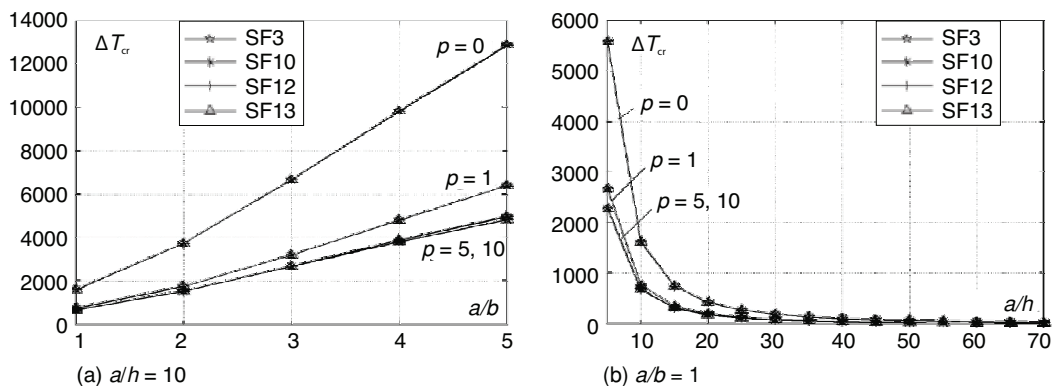 14000
12000
10000
8000
6000
4000
2000
0
ΔTcr
SF3
SF10
SF12
SF13
p = 0
p = 1
p = 5, 10
a/b
1 2 3 4 5
(a) a/h = 10
6000
5000
4000
3000
2000
1000
0
ΔTcr
SF3
SF10
SF12
SF13
p = 0
p = 1
p = 5, 10
a/h
10 20 30 40 50 60 70
(b) a/b = 1